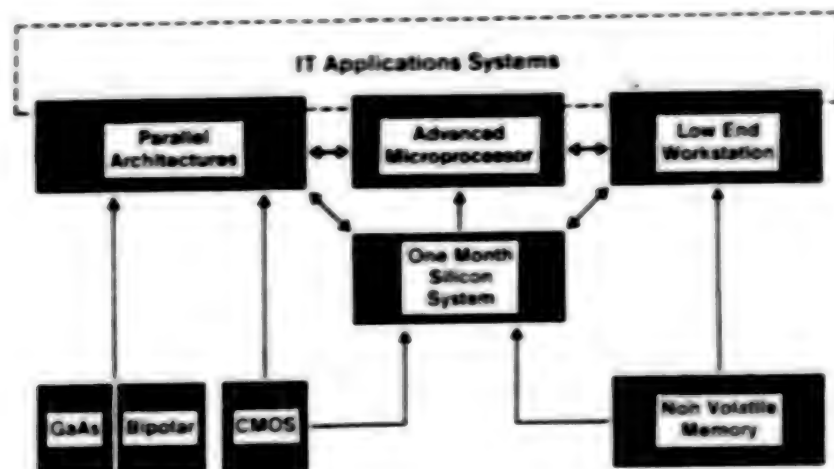 IT Applications Systems
Parallel
Architectures
Advanced
Microprocessor
Low End
Workstation
One Month
Silicon
System
GaAs
Bipolar
CMOS
Non Volatile
Memory